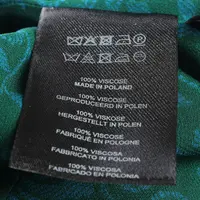 100% VISCOSE
MADE IN POLAND
100% VISCOSE
GEPRODUCEERD IN POLEN
100% VISKOSE
HERGESTELLT IN POLEN
100% VISCOSE
FABRIQUÉ EN POLOGNE
100% VISCOSA
FABBRICATO IN POLONIA
100% VISCOSA
FABRICADO EN POLONIA